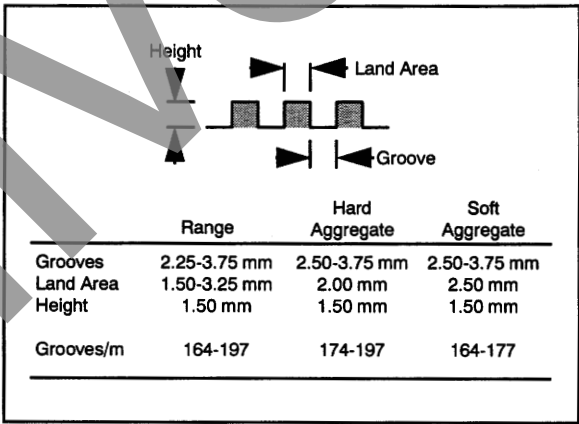 Height
Land Area
Groove
Range Hard Aggregate Soft Aggregate
Grooves 2.25-3.75 mm 2.50-3.75 mm 2.50-3.75 mm
Land Area 1.50-3.25 mm 2.00 mm 2.50 mm
Height 1.50 mm 1.50 mm 1.50 mm
Grooves/m 164-197 174-197 164-177